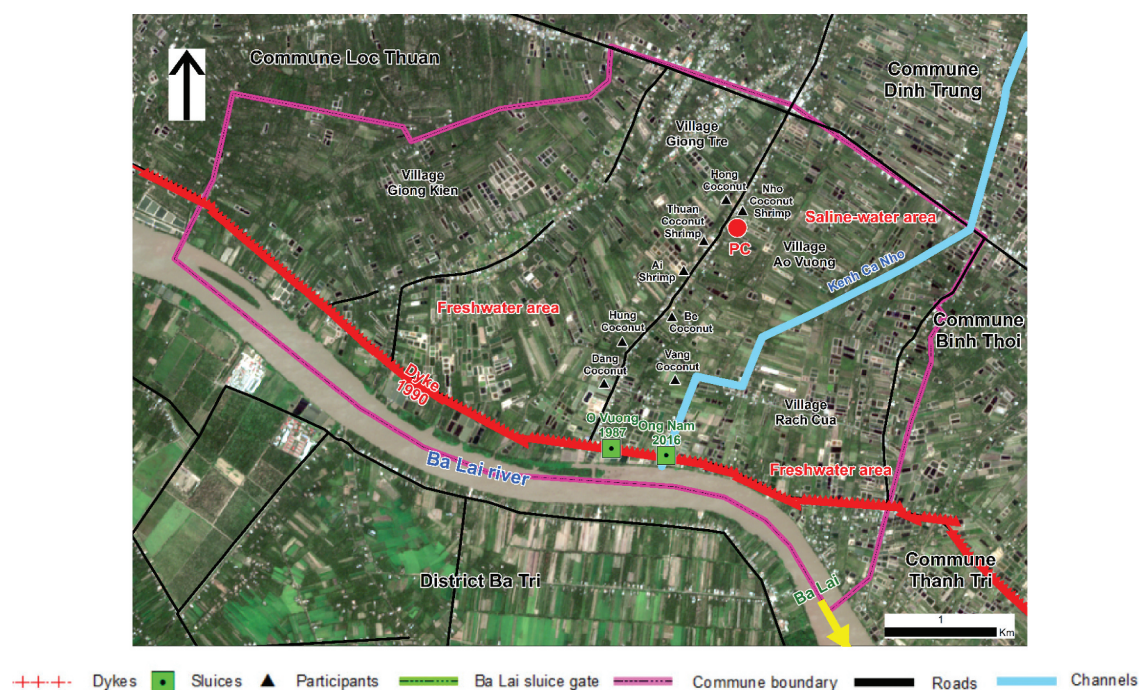 Commune Loc Thuan
Commune
Dinh Trung
Village
Giong Tre
Village
Giong Kien
Hong
Coconut
Nho
Coconut
Shrimp
Thuan
Coconut
Shrimp
Saline-water area
PC
Village
Ao Vuong
Ai
Shrimp
Kenh Ca Nho
Freshwater area
Hung
Coconut
Be
Coconut
Commune
Binh Thoi
Dang
Coconut
Vang
Coconut
Dyke
1990
Village
Rach Cua
O Vuong
1987
Ong Nam
2016
Ba Lai river
Freshwater area
Commune
Thanh Tri
District Ba Tri
Ba Lai
1
Km
Dykes
Sluices
Participants
Ba Lai sluice gate
Commune boundary
Roads
Channels